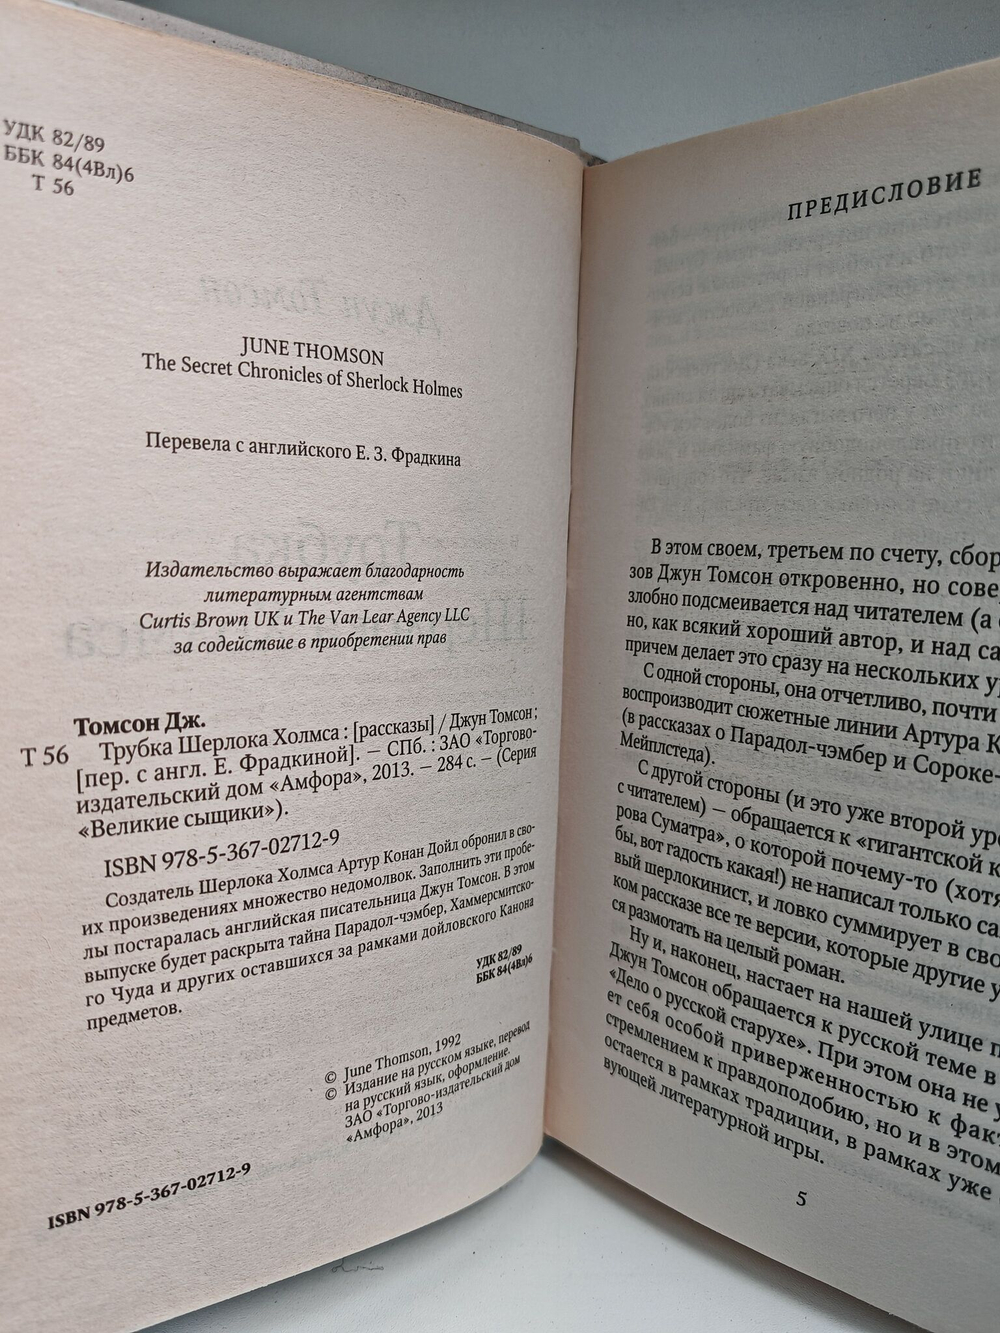 УДК 82/89
ББК 84(4Вл)6
Т 56
JUNE THOMSON
The Secret Chronicles of Sherlock Holmes
Перевела с английского Е. З. Фрадкина
Издательство выражает благодарность
литературным агентствам
Curtis Brown UK и The Van Lear Agency LLC
за содействие в приобретении прав
Томсон Дж.
Т 56 Трубка Шерлока Холмса : [рассказы] / Джун Томсон ;
[пер. с англ. Е. Фрадкиной]. — СПб. : ЗАО «Торгово-
издательский дом «Амфора», 2013. — 284 с. — (Серия
«Великие сыщики»).
ISBN 978-5-367-02712-9
Создатель Шерлока Холмса Артур Конан Дойл обронил в сво-
их произведениях множество недомолвок. Заполнить эти пробе-
лы постаралась английская писательница Джун Томсон. В этом
выпуске будет раскрыта тайна Парадол-чэмбер, Хаммерсмитско-
го Чуда и других оставшихся за рамками дойловского Канона
предметов.
УДК 82/89
ББК 84(4Вл)6
© June Thomson, 1992
© Издание на русском языке, перевод
на русский язык, оформление.
ЗАО «Торгово-издательский дом
«Амфора», 2013
ISBN 978-5-367-02712-9
ПРЕДИСЛОВИЕ
В этом своем, третьем по счету, сбор
зов Джун Томсон откровенно, но сове
злобно подсмеивается над читателем (а
но, как всякий хороший автор, и над са
причем делает это сразу на нескольких у
С одной стороны, она отчетливо, почти
воспроизводит сюжетные линии Артура К
(в рассказах о Парадол-чэмбер и Сороке-
Мейплстеда).
С другой стороны (и это уже второй уро
с читателем) — обращается к «гигантской к
рова Суматра», о которой почему-то (хотя
бы, вот гадость какая!) не написал только са
вый шерлокинист, и ловко суммирует в сво
ком рассказе все те версии, которые другие у
ся размотать на целый роман.
Ну и, наконец, настает на нашей улице п
Джун Томсон обращается к русской теме в
«Дело о русской старухе». При этом она не у
ет себя особой приверженностью к фак
стремлением к правдоподобию, но и в этом
остается в рамках традиции, в рамках уже
вующей литературной игры.
5